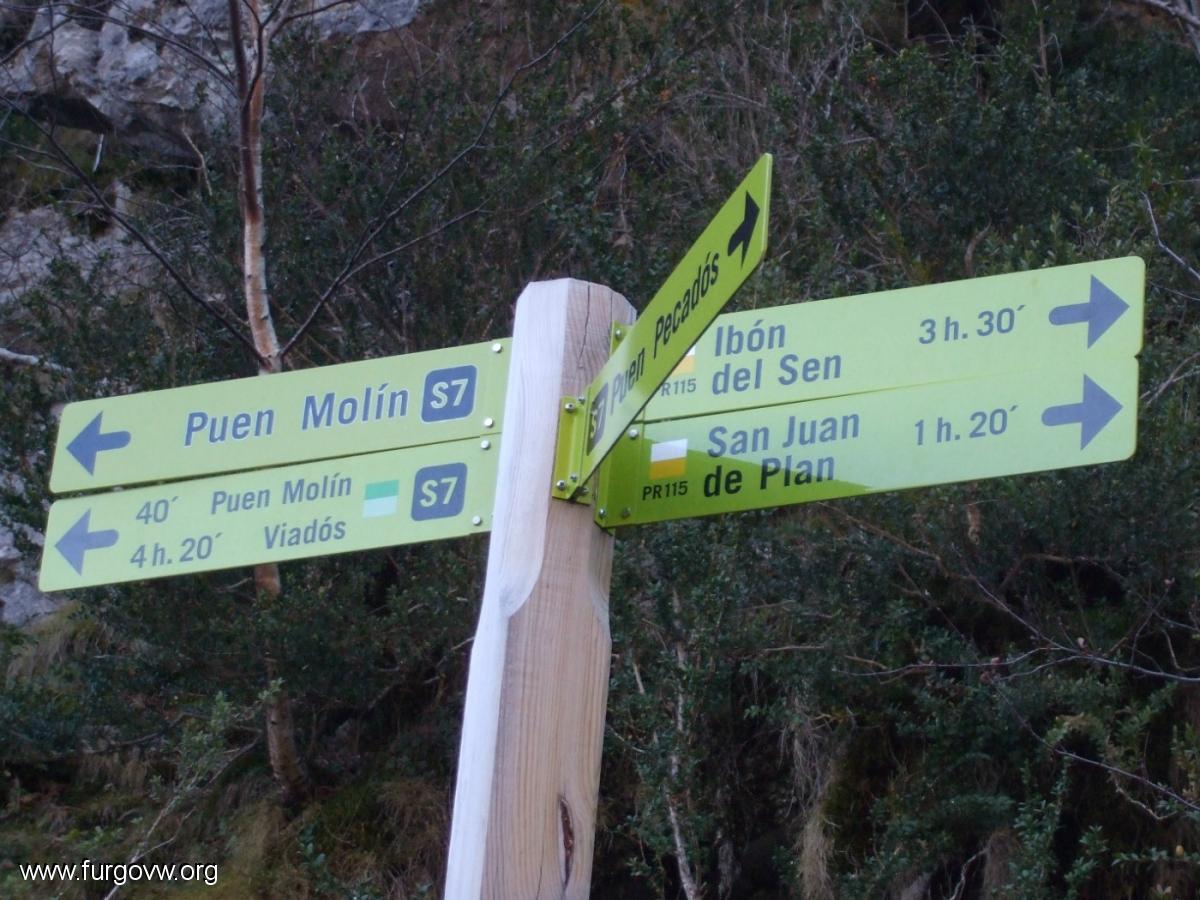 Puen Molín S7
40´ Puen Molín S7
4 h. 20´ Viadós
S7 Puen Pecadós
Ibón 3 h. 30´
PR115 del Sen
San Juan 1 h. 20´
PR115 de Plan
www.furgovw.org